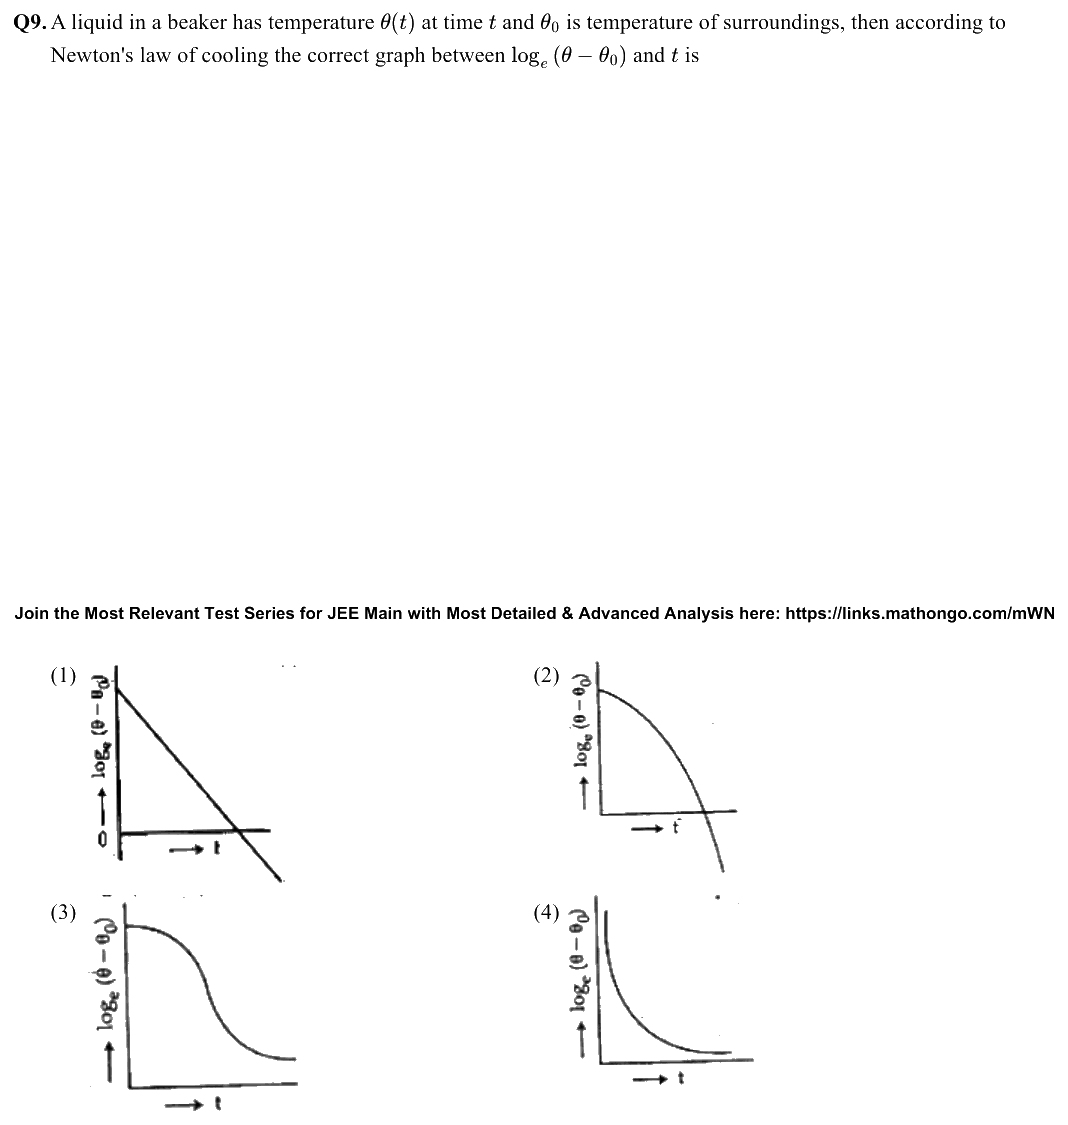 Q9. A liquid in a beaker has temperature θ(t) at time t and θ₀ is temperature of surroundings, then according to
Newton's law of cooling the correct graph between logₑ (θ − θ₀) and t is
Join the Most Relevant Test Series for JEE Main with Most Detailed & Advanced Analysis here: https://links.mathongo.com/mWN
(1)
0 → logₑ (θ − θ₀)
→ t
(2)
→ logₑ (θ − θ₀)
→ t
(3)
→ logₑ (θ − θ₀)
→ t
(4)
→ logₑ (θ − θ₀)
→ t